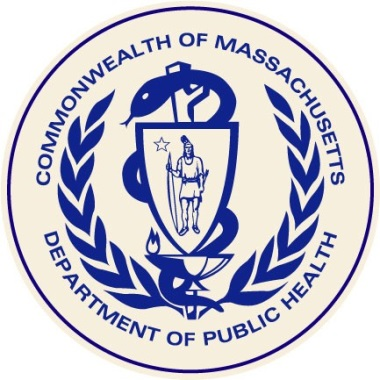 COMMONWEALTH OF MASSACHUSETTS
DEPARTMENT OF PUBLIC HEALTH